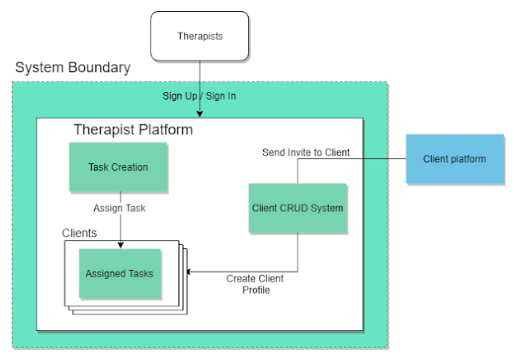 Therapists
System Boundary
Sign Up / Sign In
Therapist Platform
Task Creation
Send Invite to Client
Client platform
Assign Task
Client CRUD System
Clients
Assigned Tasks
Create Client
Profile